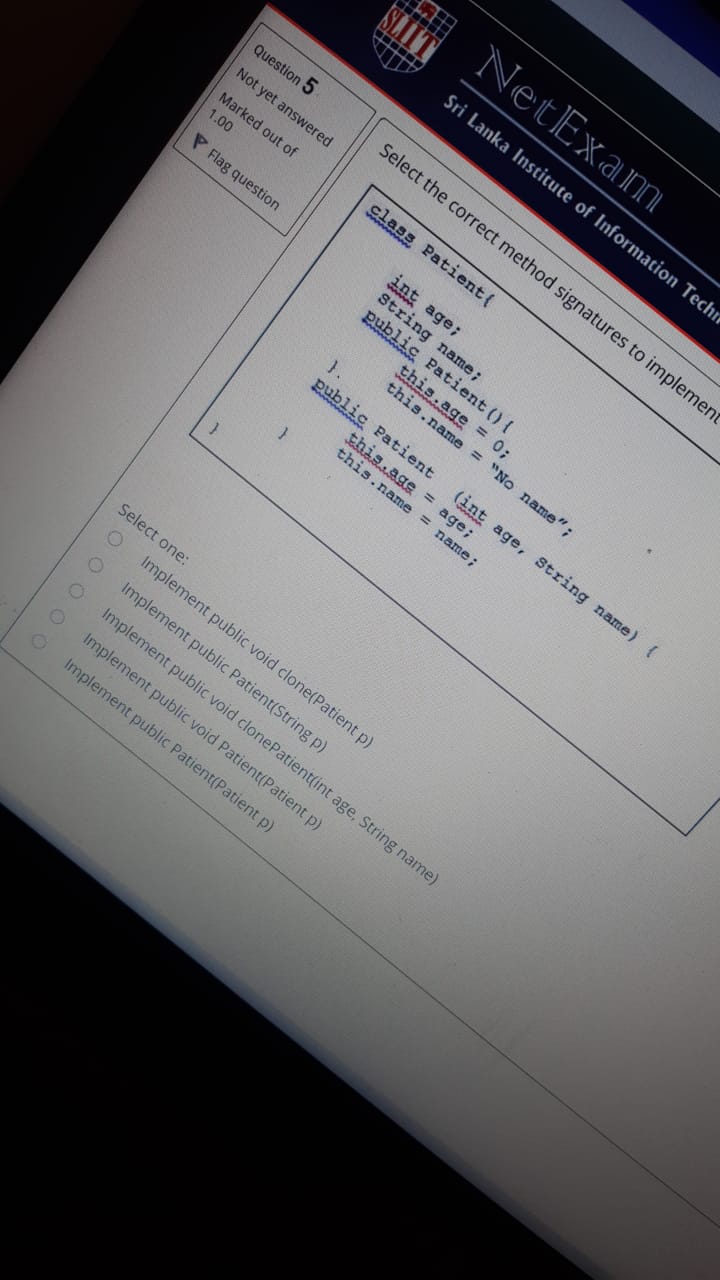 SLIIT
NetExam
Sri Lanka Institute of Information
Question 5
Not yet answered
Marked out of
1.00
Flag question
Select the correct method signatures to implement
class Patient{
int age;
String name;
public Patient(){
this.age = 0;
this.name = "No name";
}
public Patient (int age, String name) {
this.age = age;
this.name = name;
}
}
Select one:
Implement public void clone(Patient p)
Implement public Patient(String p)
Implement public void clonePatient(int age, String name)
Implement public void Patient(Patient p)
Implement public Patient(Patient p)